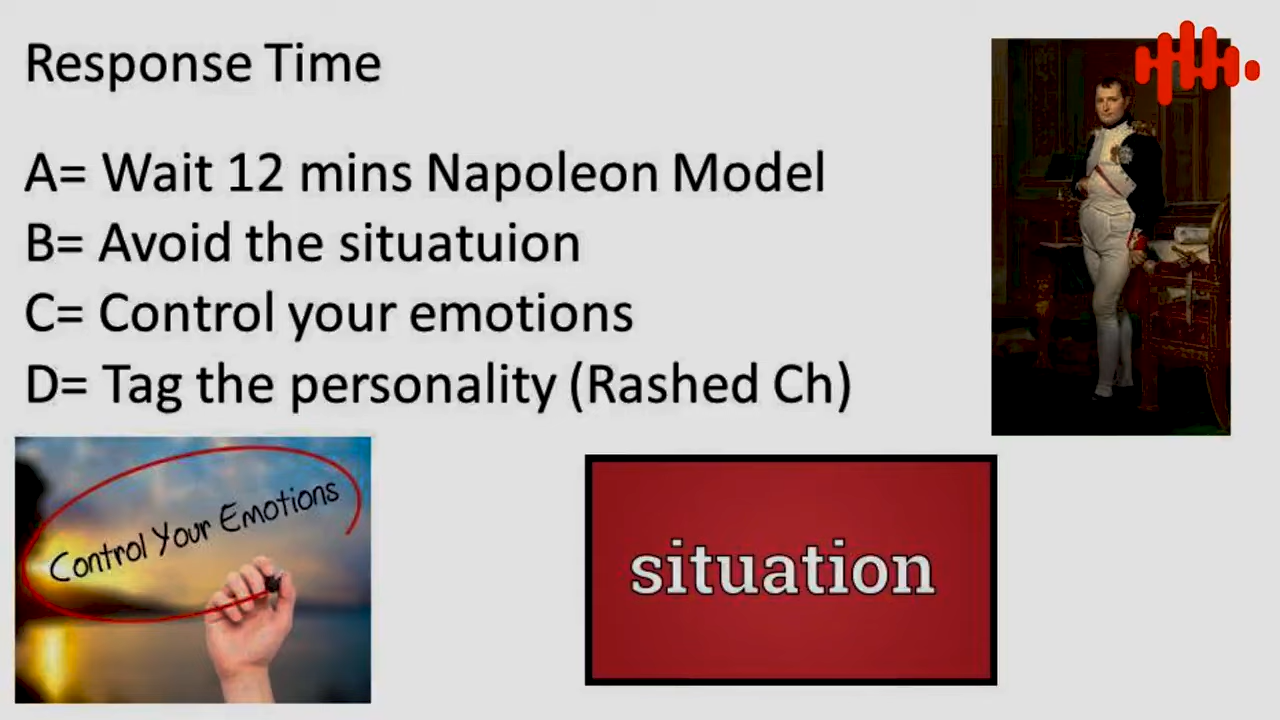 Response Time
A= Wait 12 mins Napoleon Model
B= Avoid the situatuion
C= Control your emotions
D= Tag the personality (Rashed Ch)
Control Your Emotions
situation